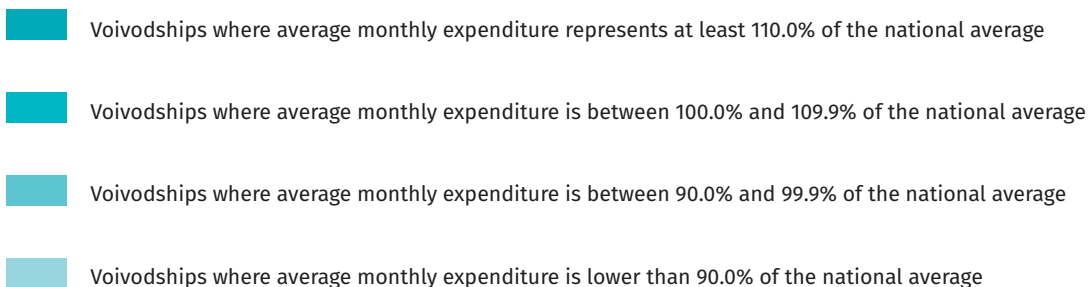 Voivodships where average monthly expenditure represents at least 110.0% of the national average
Voivodships where average monthly expenditure is between 100.0% and 109.9% of the national average
Voivodships where average monthly expenditure is between 90.0% and 99.9% of the national average
Voivodships where average monthly expenditure is lower than 90.0% of the national average